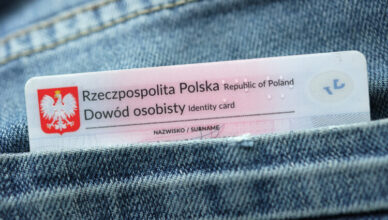 Rzeczpospolita Polska Republic of Poland
Dowód osobisty Identity card
NAZWISKO / SURNAME